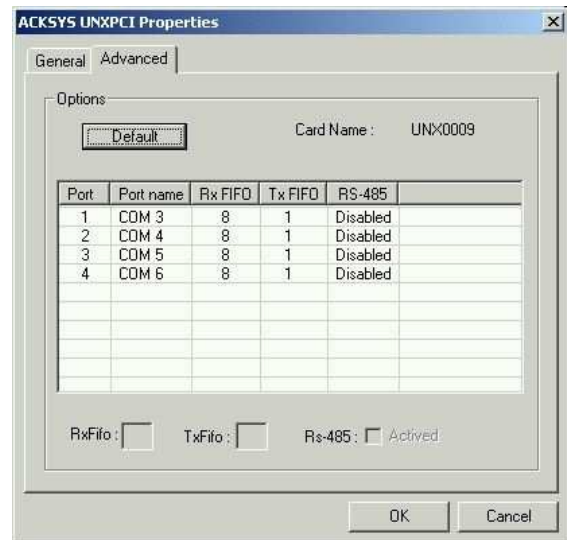 ACKSYS UNXPCI Properties
General Advanced
Options
Default Card Name : UNX0009
Port Port name Rx FIFO Tx FIFO RS-485
1 COM 3 8 1 Disabled
2 COM 4 8 1 Disabled
3 COM 5 8 1 Disabled
4 COM 6 8 1 Disabled
RxFifo : TxFifo : Rs-485 : Actived
OK Cancel